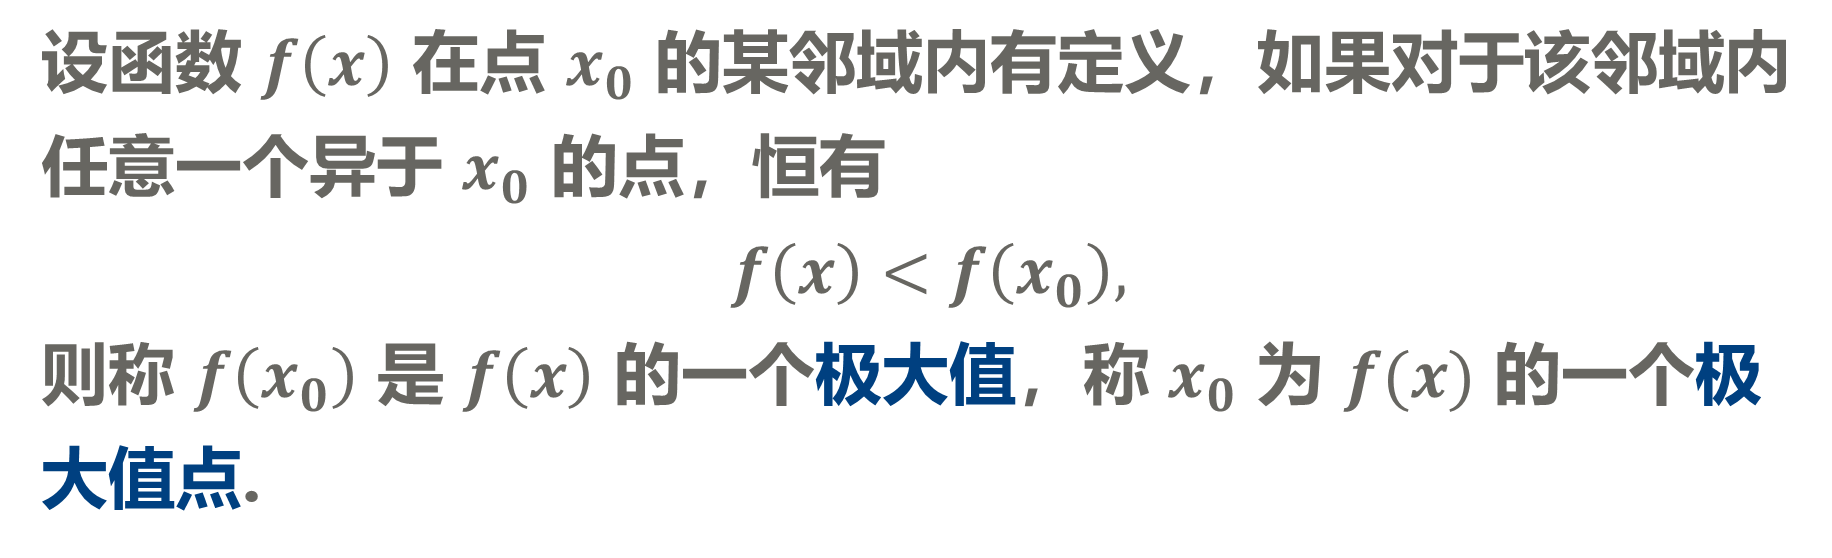 设函数 f(x) 在点 x₀ 的某邻域内有定义，如果对于该邻域内
任意一个异于 x₀ 的点，恒有
f(x) < f(x₀),
则称 f(x₀) 是 f(x) 的一个极大值，称 x₀ 为 f(x) 的一个极
大值点.